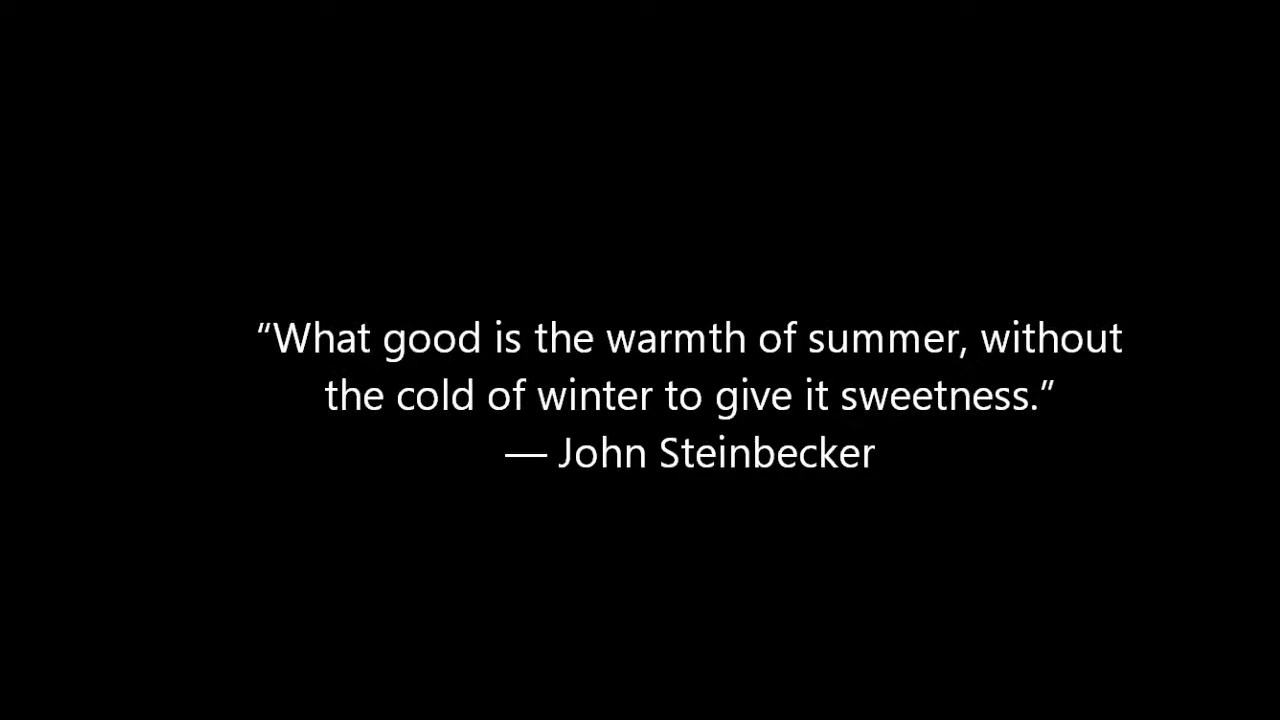 “What good is the warmth of summer, without
the cold of winter to give it sweetness.”
— John Steinbecker